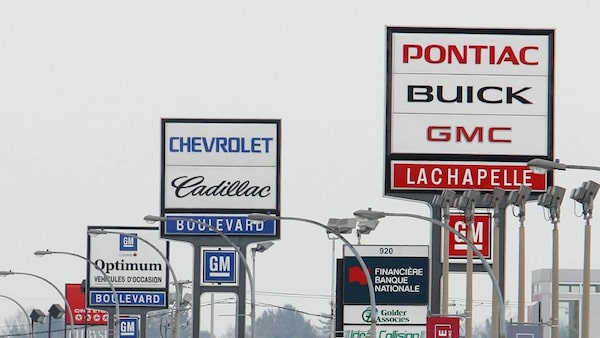 PONTIAC
BUICK
GMC
LACHAPELLE
GM
CHEVROLET
Cadillac
BOULEVARD
GM
GM
Optimum
VÉHICULES D'OCCASION
BOULEVARD
GM
920
FINANCIÈRE
BANQUE
NATIONALE
Golder
Associés
Collision